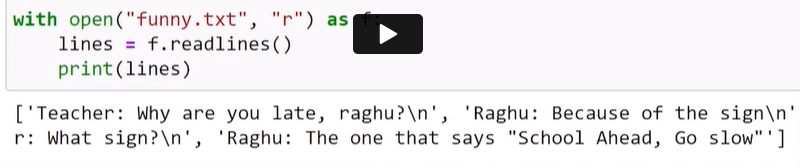 with open("funny.txt", "r") as f:
lines = f.readlines()
print(lines)
['Teacher: Why are you late, raghu?\n', 'Raghu: Because of the sign\n'
r: What sign?\n', 'Raghu: The one that says "School Ahead, Go slow"']